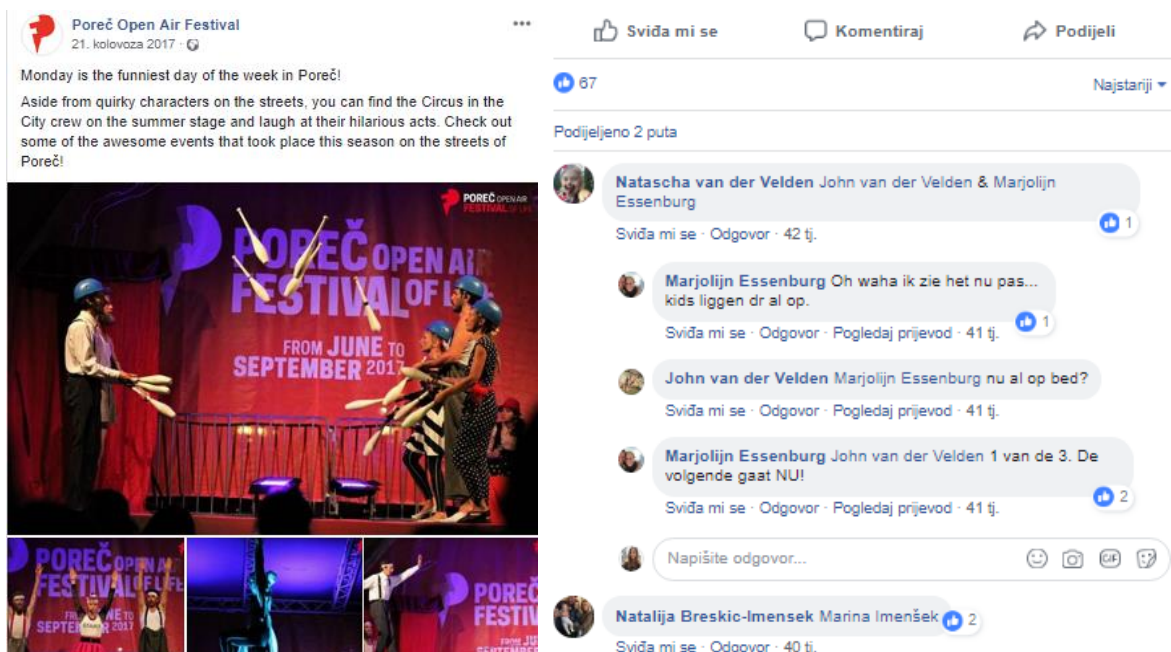 Poreč Open Air Festival
21. kolovoza 2017 ·
Monday is the funniest day of the week in Poreč!
Aside from quirky characters on the streets, you can find the Circus in the
City crew on the summer stage and laugh at their hilarious acts. Check out
some of the awesome events that took place this season on the streets of
Poreč!
POREČ OPEN AIR
FESTIVAL OF LIFE
POREČ OPEN AIR
FESTIVAL OF LIFE
FROM JUNE TO
SEPTEMBER 2017
POREČ OPEN AI
FESTIVAL OF LIFE
FR NE TO
SEPTE R 2017
POREČ
FESTIV
FROM JU
SEPTEMBE
Sviđa mi se
Komentiraj
Podijeli
67
Najstariji
Podijeljeno 2 puta
Natascha van der Velden John van der Velden & Marjolijn
Essenburg
1
Sviđa mi se · Odgovor · 42 tj.
Marjolijn Essenburg Oh waha ik zie het nu pas...
kids liggen dr al op.
1
Sviđa mi se · Odgovor · Pogledaj prijevod · 41 tj.
John van der Velden Marjolijn Essenburg nu al op bed?
Sviđa mi se · Odgovor · Pogledaj prijevod · 41 tj.
Marjolijn Essenburg John van der Velden 1 van de 3. De
volgende gaat NU!
2
Sviđa mi se · Odgovor · Pogledaj prijevod · 41 tj.
Napišite odgovor...
GIF
Natalija Breskic-Imensek Marina Imenšek
2
Sviđa mi se · Odgovor · 40 tj.